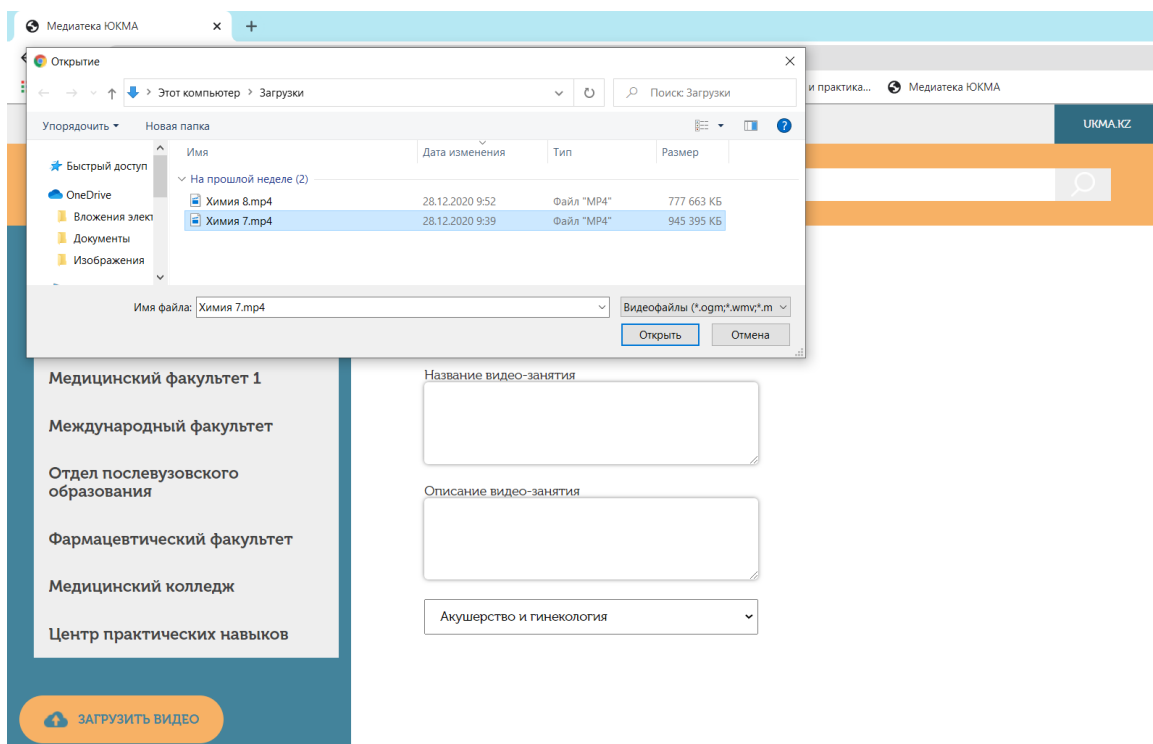 Медиатека ЮКМА
Открытие
Этот компьютер > Загрузки
Поиск: Загрузки
и практика... Медиатека ЮКМА
Упорядочить Новая папка
UKMA.KZ
Имя Дата изменения Тип Размер
Быстрый доступ
На прошлой неделе (2)
OneDrive
Химия 8.mp4 28.12.2020 9:52 Файл "MP4" 777 663 КБ
Вложения элект
Химия 7.mp4 28.12.2020 9:39 Файл "MP4" 945 395 КБ
Документы
Изображения
Имя файла: Химия 7.mp4 Видеофайлы (*.ogm;*.wmv;*.m
Открыть Отмена
Медицинский факультет 1
Международный факультет
Отдел послевузовского
образования
Фармацевтический факультет
Медицинский колледж
Центр практических навыков
ЗАГРУЗИТЬ ВИДЕО
Название видео-занятия
Описание видео-занятия
Акушерство и гинекология